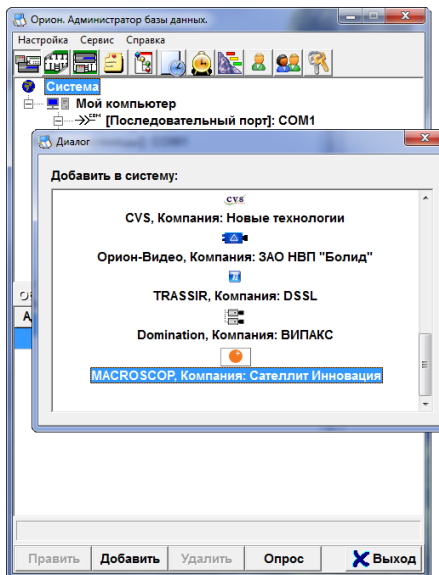 Орион. Администратор базы данных.
Настройка Сервис Справка
Система
Мой компьютер
COM
[Последовательный порт]: COM1
Диалог
Добавить в систему:
CVS
CVS, Компания: Новые технологии
Орион-Видео, Компания: ЗАО НВП "Болид"
TRASSIR, Компания: DSSL
Domination, Компания: ВИПАКС
MACROSCOP, Компания: Сателлит Инновация
Править Добавить Удалить Опрос Выход